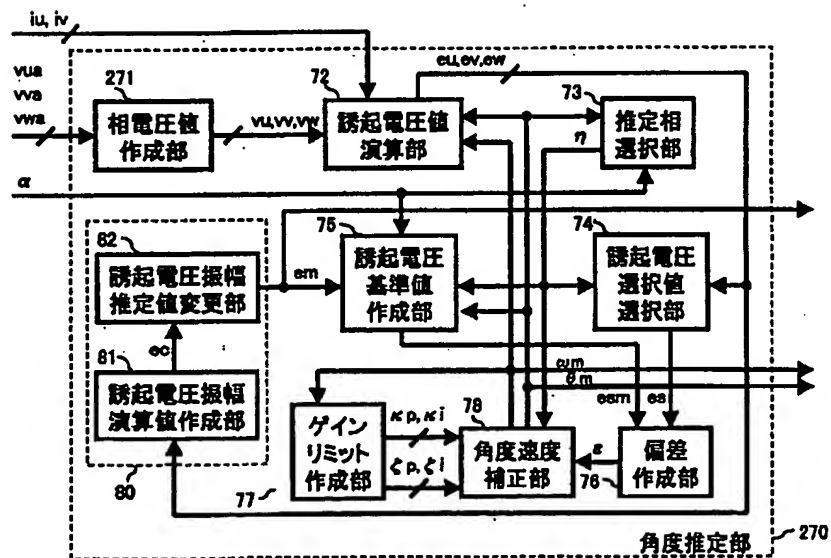 iu, iv
vua
vva
vwa
271
相電圧値
作成部
vu,vv,vw
72
誘起電圧値
演算部
eu,ev,ew
73
推定相
選択部
η
α
82
誘起電圧振幅
推定値変更部
em
75
誘起電圧
基準値
作成部
74
誘起電圧
選択値
選択部
ec
81
誘起電圧振幅
演算値作成部
80
ωm
θm
esm
es
ゲイン
リミット
作成部
77
κp,κi
ζp,ζi
78
角度速度
補正部
ε
76
偏差
作成部
角度推定部
270